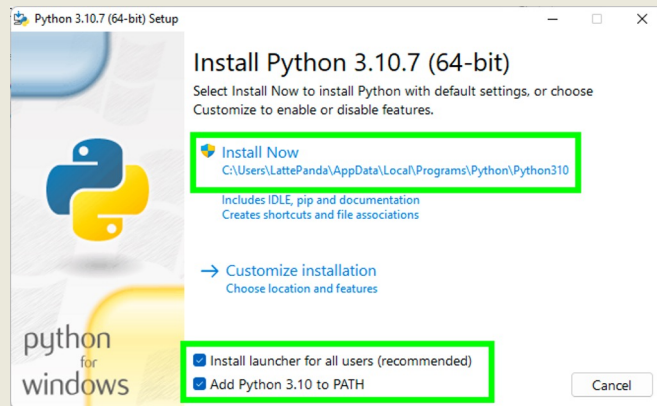 Python 3.10.7 (64-bit) Setup
Install Python 3.10.7 (64-bit)
Select Install Now to install Python with default settings, or choose
Customize to enable or disable features.
Install Now
C:\Users\LattePanda\AppData\Local\Programs\Python\Python310
Includes IDLE, pip and documentation
Creates shortcuts and file associations
→ Customize installation
Choose location and features
python
for
windows
Install launcher for all users (recommended)
Add Python 3.10 to PATH
Cancel